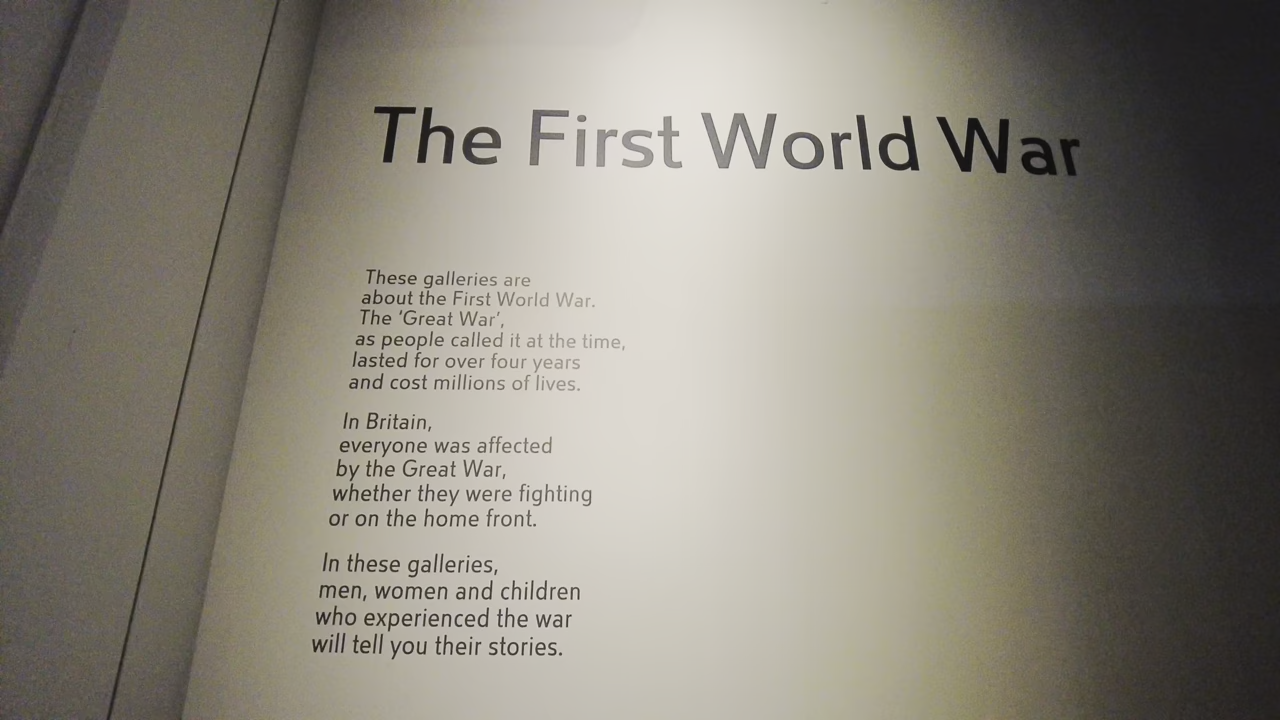 The First World War
These galleries are
about the First World War.
The ‘Great War’,
as people called it at the time,
lasted for over four years
and cost millions of lives.
In Britain,
everyone was affected
by the Great War,
whether they were fighting
or on the home front.
In these galleries,
men, women and children
who experienced the war
will tell you their stories.